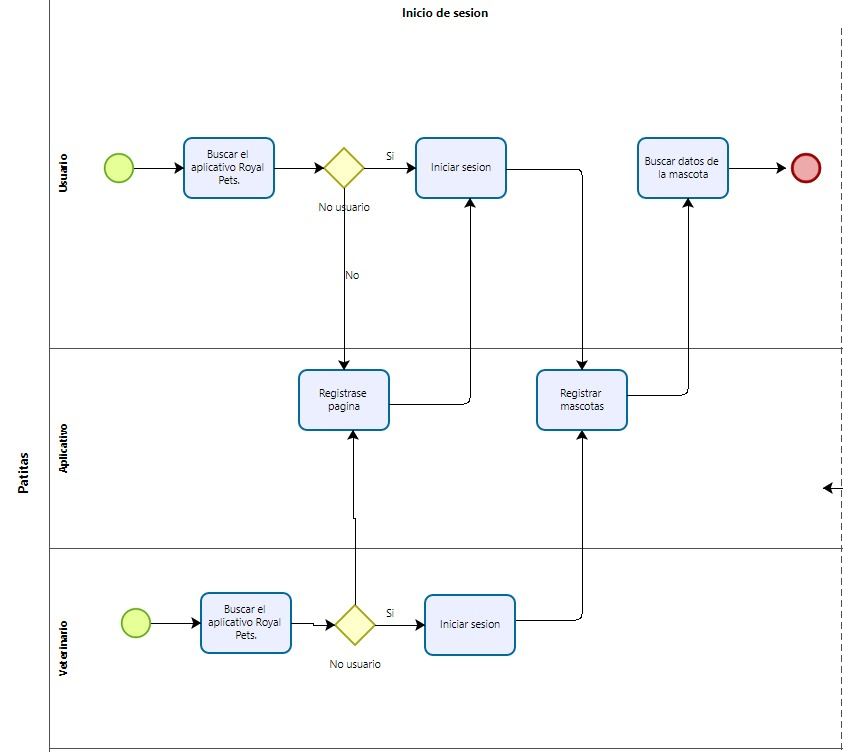 Inicio de sesion
Patitas
Usuario
Buscar el
aplicativo Royal
Pets.
Si
No usuario
No
Iniciar sesion
Buscar datos de
la mascota
Aplicativo
Registrase
pagina
Registrar
mascotas
Veterinario
Buscar el
aplicativo Royal
Pets.
Si
No usuario
Iniciar sesion